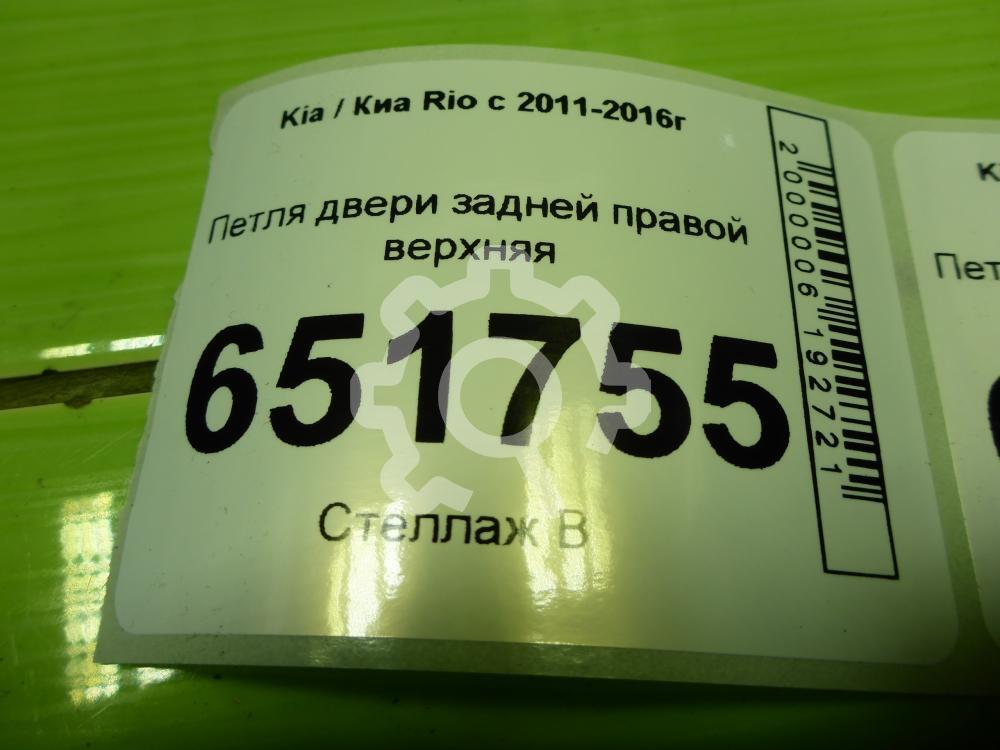 Kia / Киа Rio с 2011-2016г
Петля двери задней правой
верхняя
651755
Стеллаж В
2000006192721